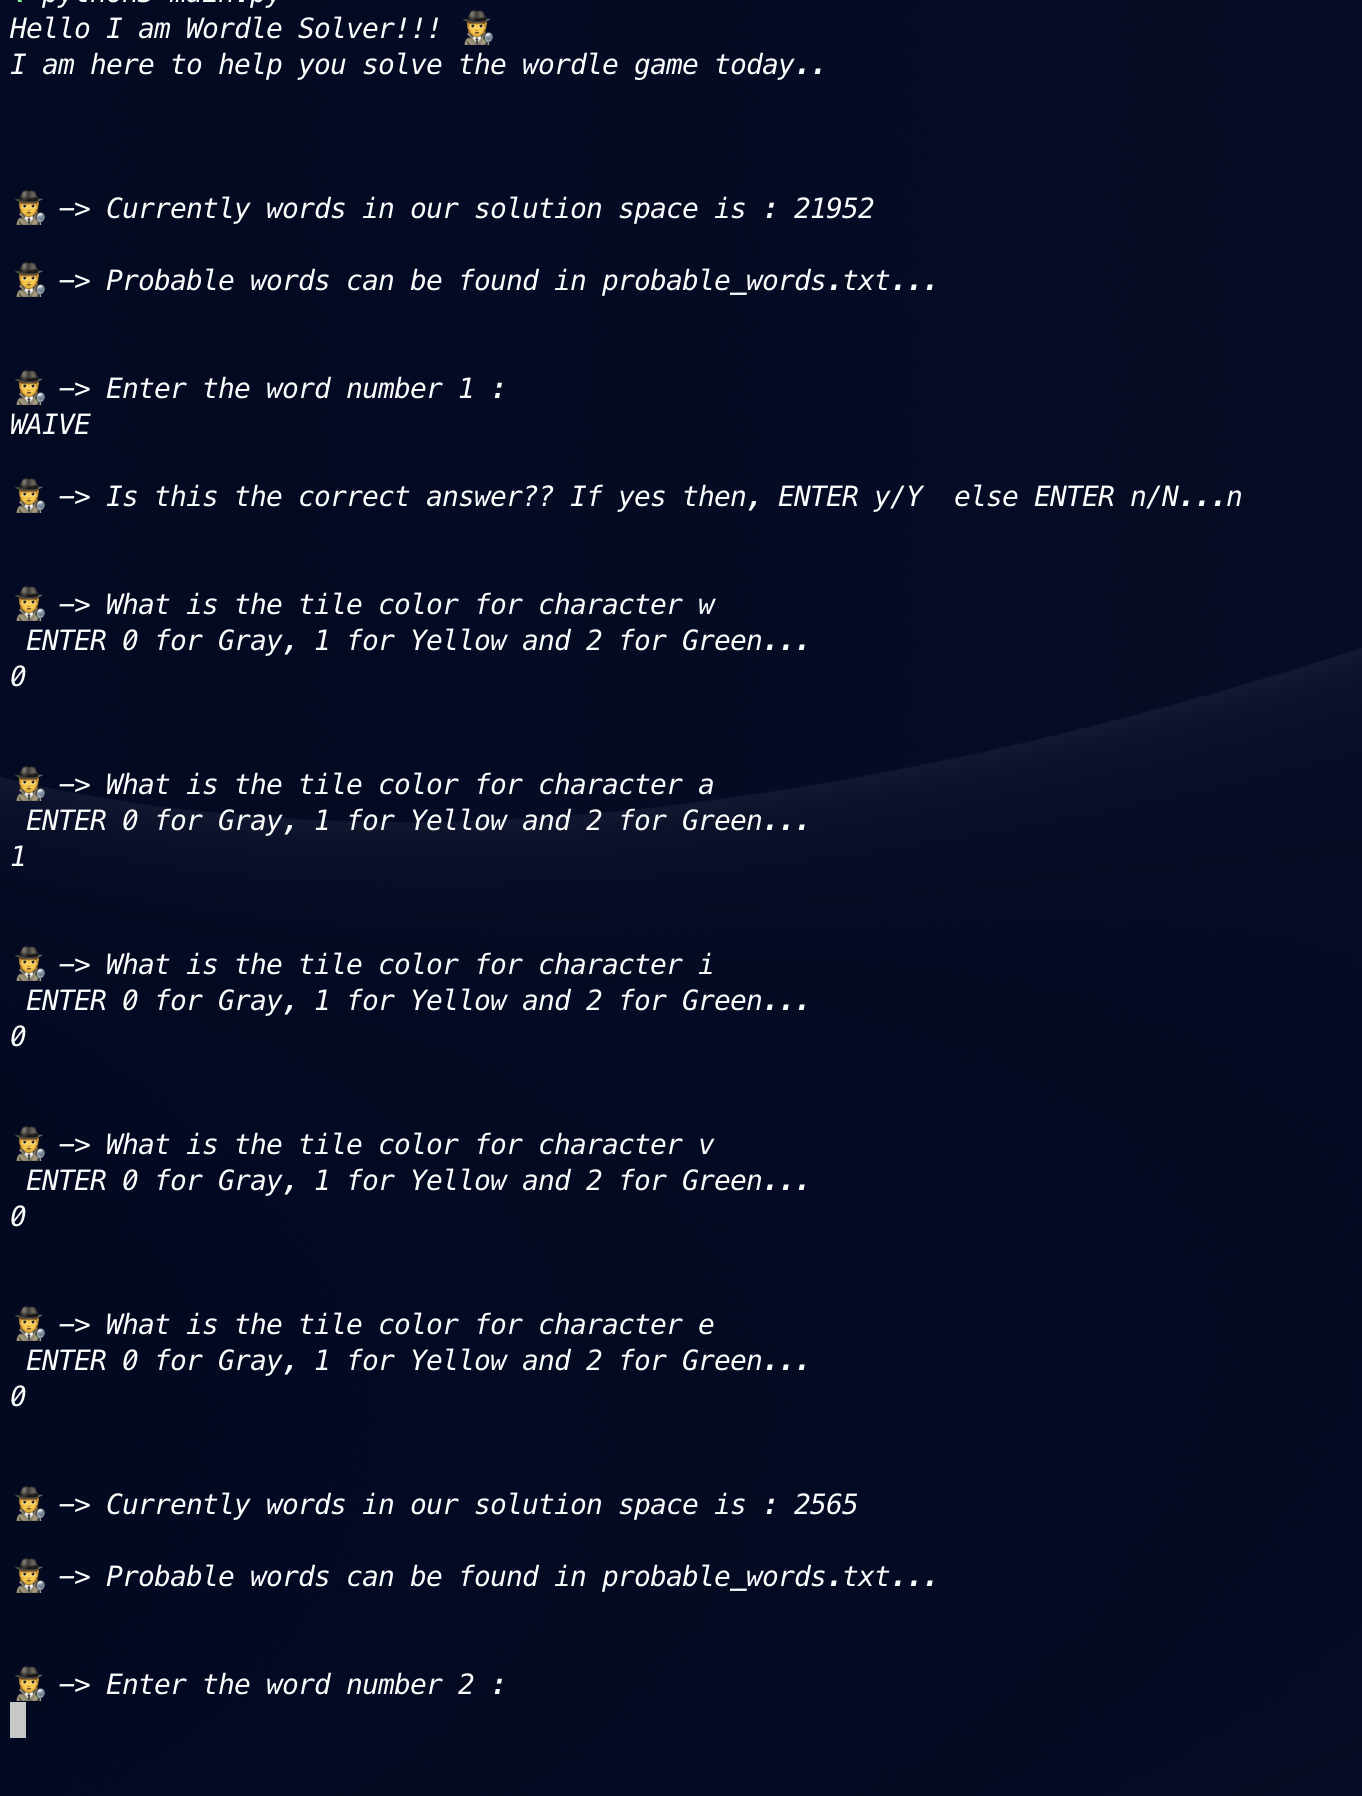 python3 main.py
Hello I am Wordle Solver!!! 🕵️
I am here to help you solve the wordle game today..
🕵️ —> Currently words in our solution space is : 21952
🕵️ —> Probable words can be found in probable_words.txt...
🕵️ —> Enter the word number 1 :
WAIVE
🕵️ —> Is this the correct answer?? If yes then, ENTER y/Y  else ENTER n/N...n
🕵️ —> What is the tile color for character w
ENTER 0 for Gray, 1 for Yellow and 2 for Green...
0
🕵️ —> What is the tile color for character a
ENTER 0 for Gray, 1 for Yellow and 2 for Green...
1
🕵️ —> What is the tile color for character i
ENTER 0 for Gray, 1 for Yellow and 2 for Green...
0
🕵️ —> What is the tile color for character v
ENTER 0 for Gray, 1 for Yellow and 2 for Green...
0
🕵️ —> What is the tile color for character e
ENTER 0 for Gray, 1 for Yellow and 2 for Green...
0
🕵️ —> Currently words in our solution space is : 2565
🕵️ —> Probable words can be found in probable_words.txt...
🕵️ —> Enter the word number 2 :